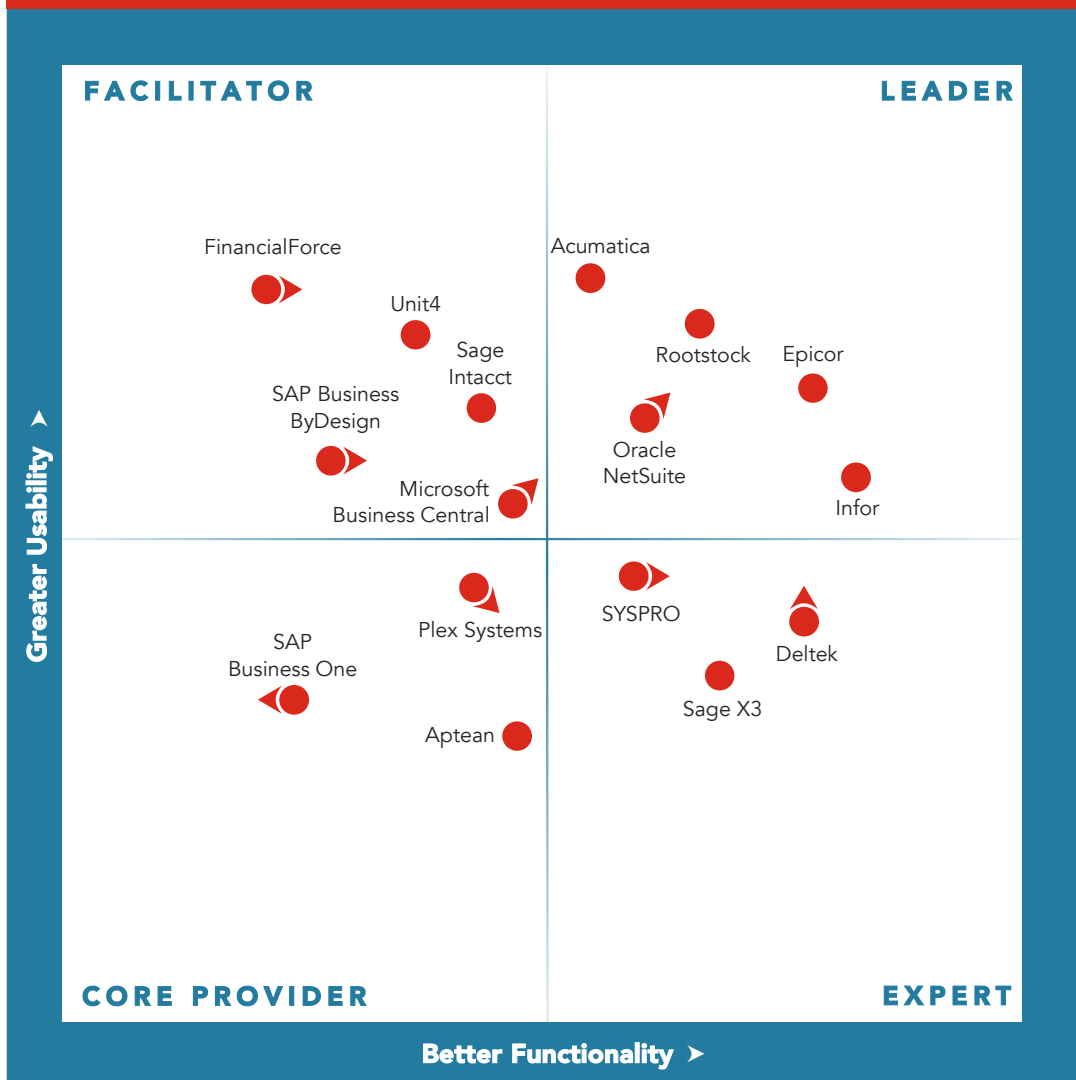 FACILITATOR
LEADER
FinancialForce
Acumatica
Unit4
Rootstock
Epicor
Sage
Intacct
SAP Business
ByDesign
Oracle
NetSuite
Microsoft
Business Central
Infor
Greater Usability
Plex Systems
SYSPRO
Deltek
SAP
Business One
Sage X3
Aptean
CORE PROVIDER
EXPERT
Better Functionality